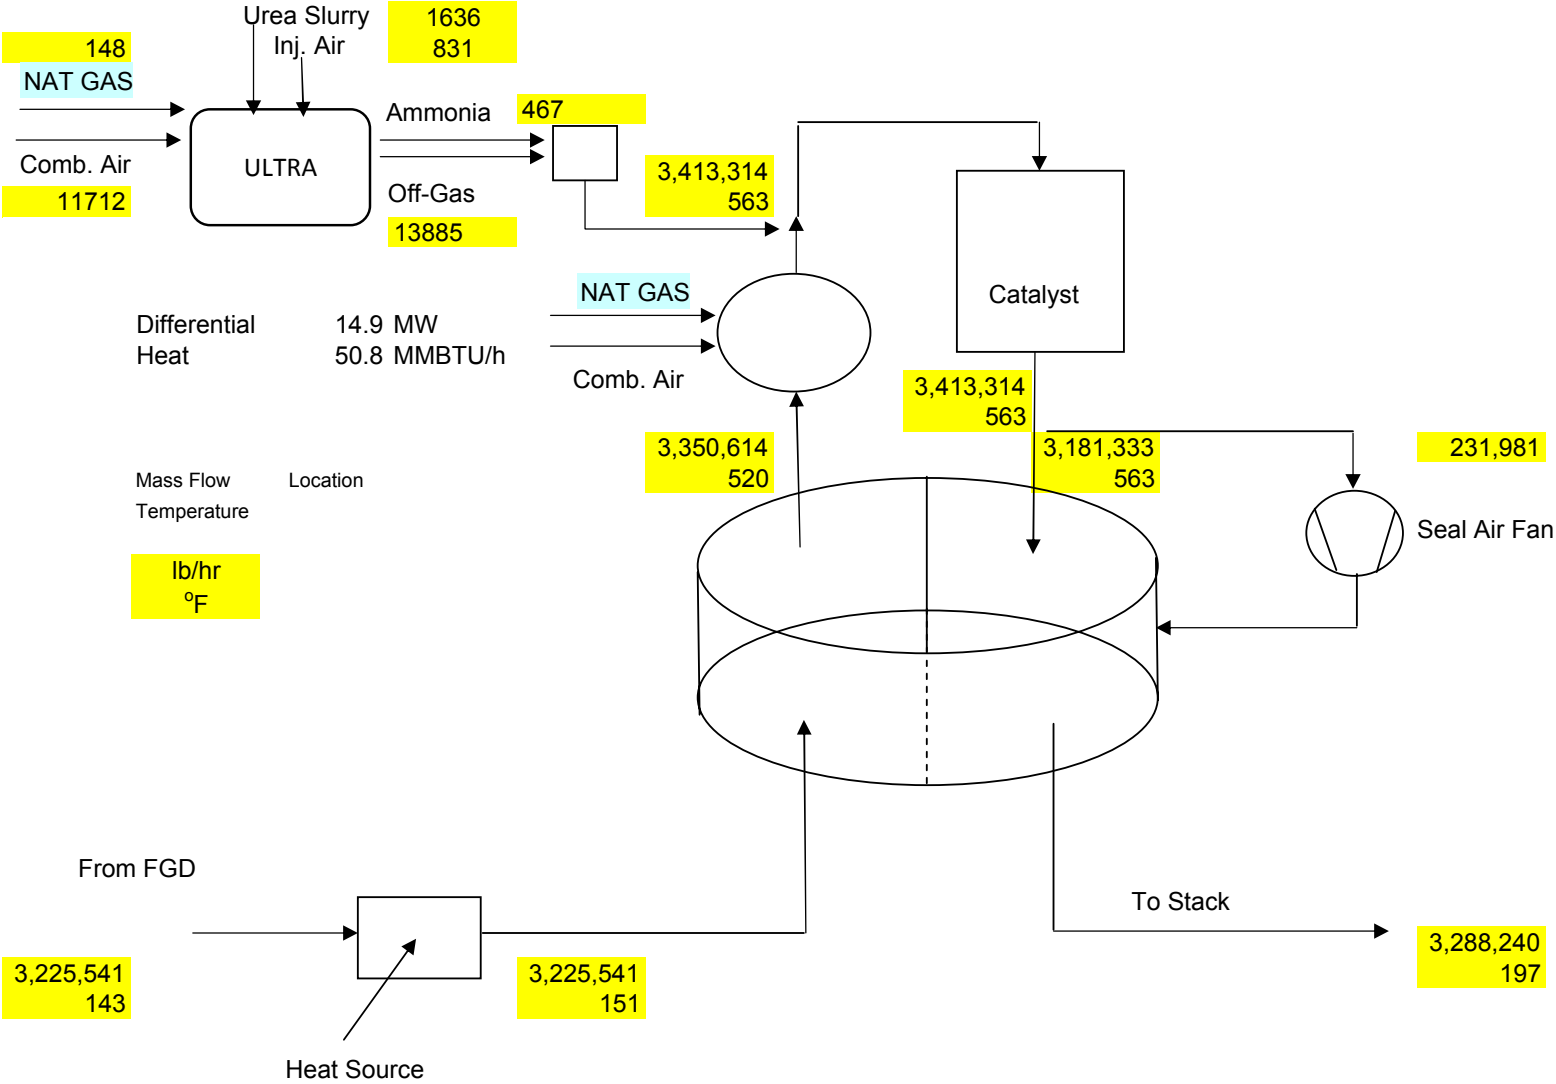 Urea Slurry 1636
148 Inj. Air 831
NAT GAS
Ammonia 467
Comb. Air ULTRA
11712
Off-Gas
13885
3,413,314
563
NAT GAS
Catalyst
Differential 14.9 MW
Heat 50.8 MMBTU/h
Comb. Air
3,413,314
563
3,350,614
520
3,181,333
563
231,981
Mass Flow Location
Temperature
Seal Air Fan
lb/hr
°F
From FGD
To Stack
3,225,541
143
3,225,541
151
3,288,240
197
Heat Source